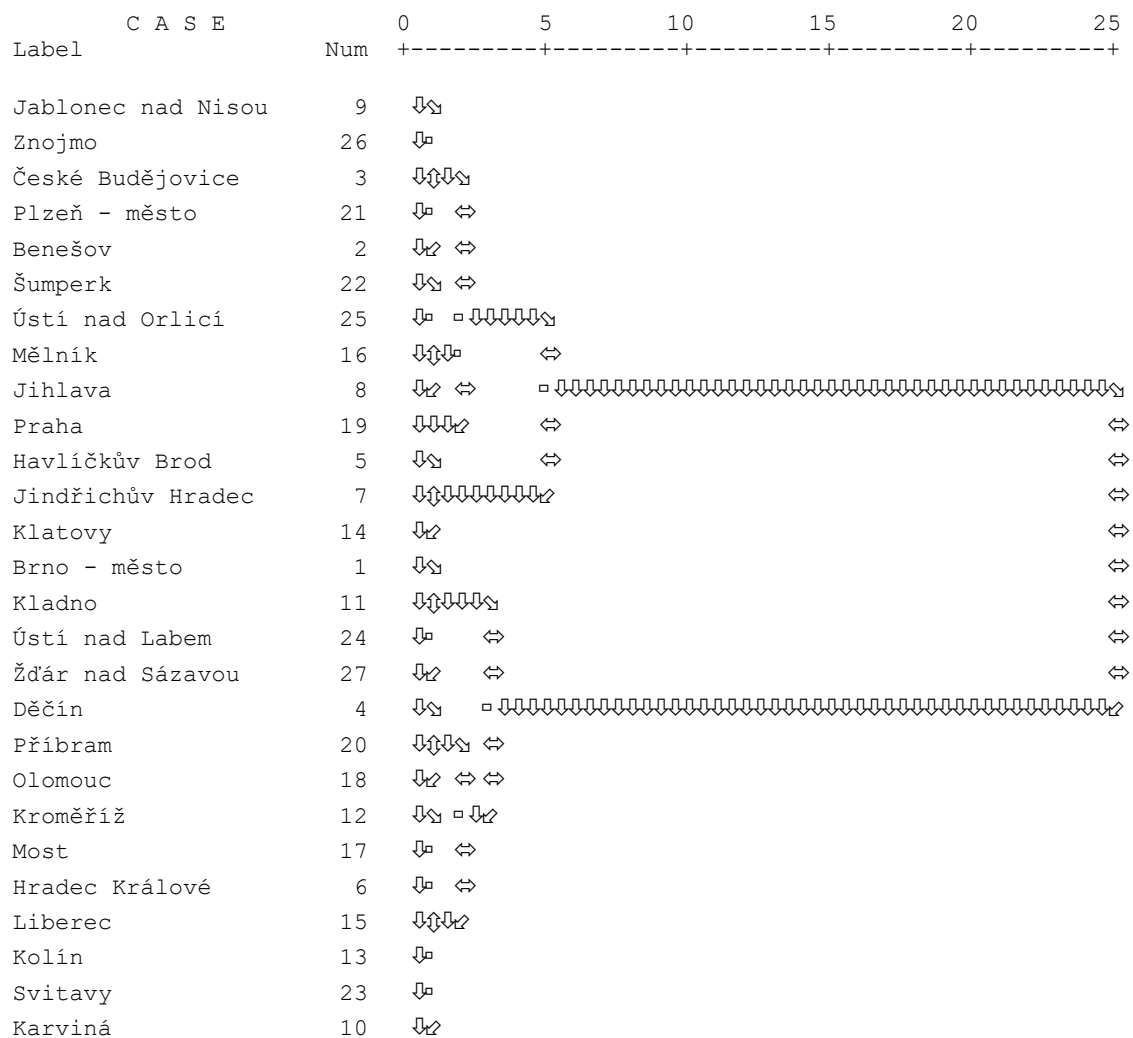 C A S E 0 5 10 15 20 25
Label Num +---------+---------+---------+---------+---------+
Jablonec nad Nisou 9 ⇩⬂
Znojmo 26 ⇩▫
České Budějovice 3 ⇩⇳⇩⬂
Plzeň - město 21 ⇩▫ ⬄
Benešov 2 ⇩⬃ ⬄
Šumperk 22 ⇩⬂ ⬄
Ústí nad Orlicí 25 ⇩▫ ▫⇩⇩⇩⇩⇩⬂
Mělník 16 ⇩⇳⇩▫ ⬄
Jihlava 8 ⇩⬃ ⬄ ▫⇩⇩⇩⇩⇩⇩⇩⇩⇩⇩⇩⇩⇩⇩⇩⇩⇩⇩⇩⇩⇩⇩⇩⇩⇩⇩⇩⇩⇩⇩⇩⇩⇩⇩⇩⇩⇩⇩⇩⬂
Praha 19 ⇩⇩⇩⬃ ⬄ ⬄
Havlíčkův Brod 5 ⇩⬂ ⬄ ⬄
Jindřichův Hradec 7 ⇩⇳⇩⇩⇩⇩⇩⇩⇩⬃ ⬄
Klatovy 14 ⇩⬃ ⬄
Brno - město 1 ⇩⬂ ⬄
Kladno 11 ⇩⇳⇩⇩⇩⬂ ⬄
Ústí nad Labem 24 ⇩▫ ⬄ ⬄
Žďár nad Sázavou 27 ⇩⬃ ⬄ ⬄
Děčín 4 ⇩⬂ ▫⇩⇩⇩⇩⇩⇩⇩⇩⇩⇩⇩⇩⇩⇩⇩⇩⇩⇩⇩⇩⇩⇩⇩⇩⇩⇩⇩⇩⇩⇩⇩⇩⇩⇩⇩⇩⇩⇩⇩⇩⇩⇩⇩⬃
Příbram 20 ⇩⇳⇩⬂ ⬄
Olomouc 18 ⇩⬃ ⬄ ⬄
Kroměříž 12 ⇩⬂ ▫⇩⬃
Most 17 ⇩▫ ⬄
Hradec Králové 6 ⇩▫ ⬄
Liberec 15 ⇩⇳⇩⬃
Kolín 13 ⇩▫
Svitavy 23 ⇩▫
Karviná 10 ⇩⬃